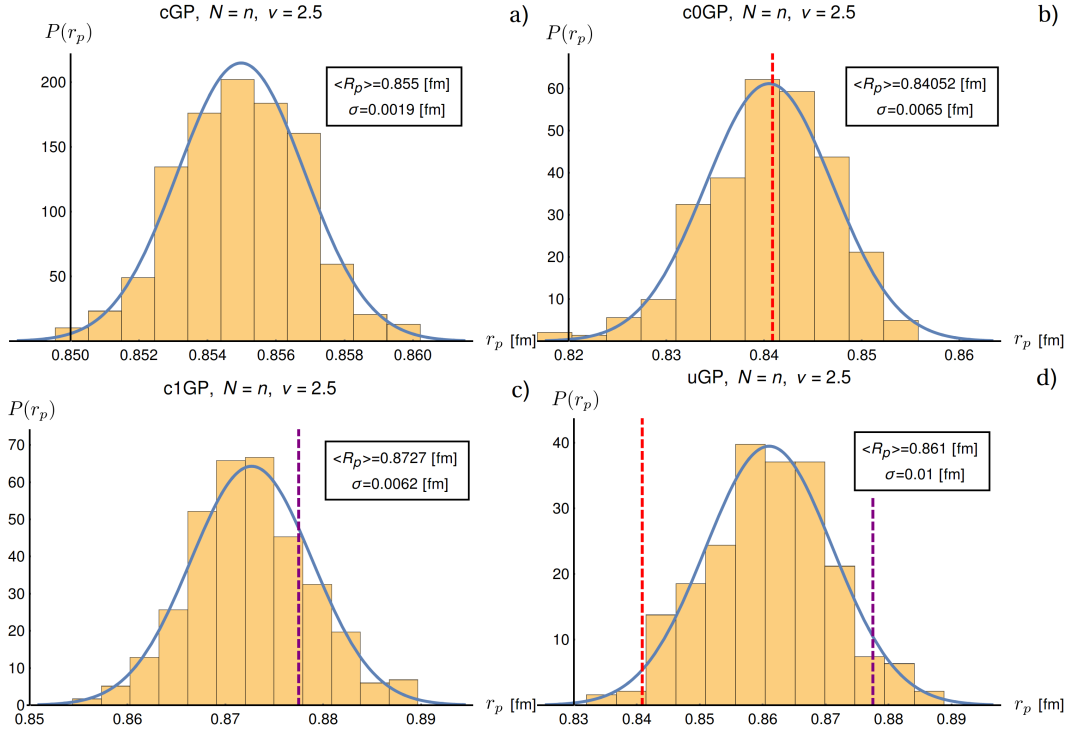 cGP, N = n, ν = 2.5
a)
P(r_p)
200
150
100
50
<R_p>=0.855 [fm]
σ=0.0019 [fm]
0.850 0.852 0.854 0.856 0.858 0.860
r_p [fm]
c0GP, N = n, ν = 2.5
b)
P(r_p)
60
50
40
30
20
10
<R_p>=0.84052 [fm]
σ=0.0065 [fm]
0.82 0.83 0.84 0.85 0.86
r_p [fm]
c1GP, N = n, ν = 2.5
c)
P(r_p)
70
60
50
40
30
20
10
0
<R_p>=0.8727 [fm]
σ=0.0062 [fm]
0.85 0.86 0.87 0.88 0.89
r_p [fm]
uGP, N = n, ν = 2.5
d)
P(r_p)
40
30
20
10
<R_p>=0.861 [fm]
σ=0.01 [fm]
0.83 0.84 0.85 0.86 0.87 0.88 0.89
r_p [fm]